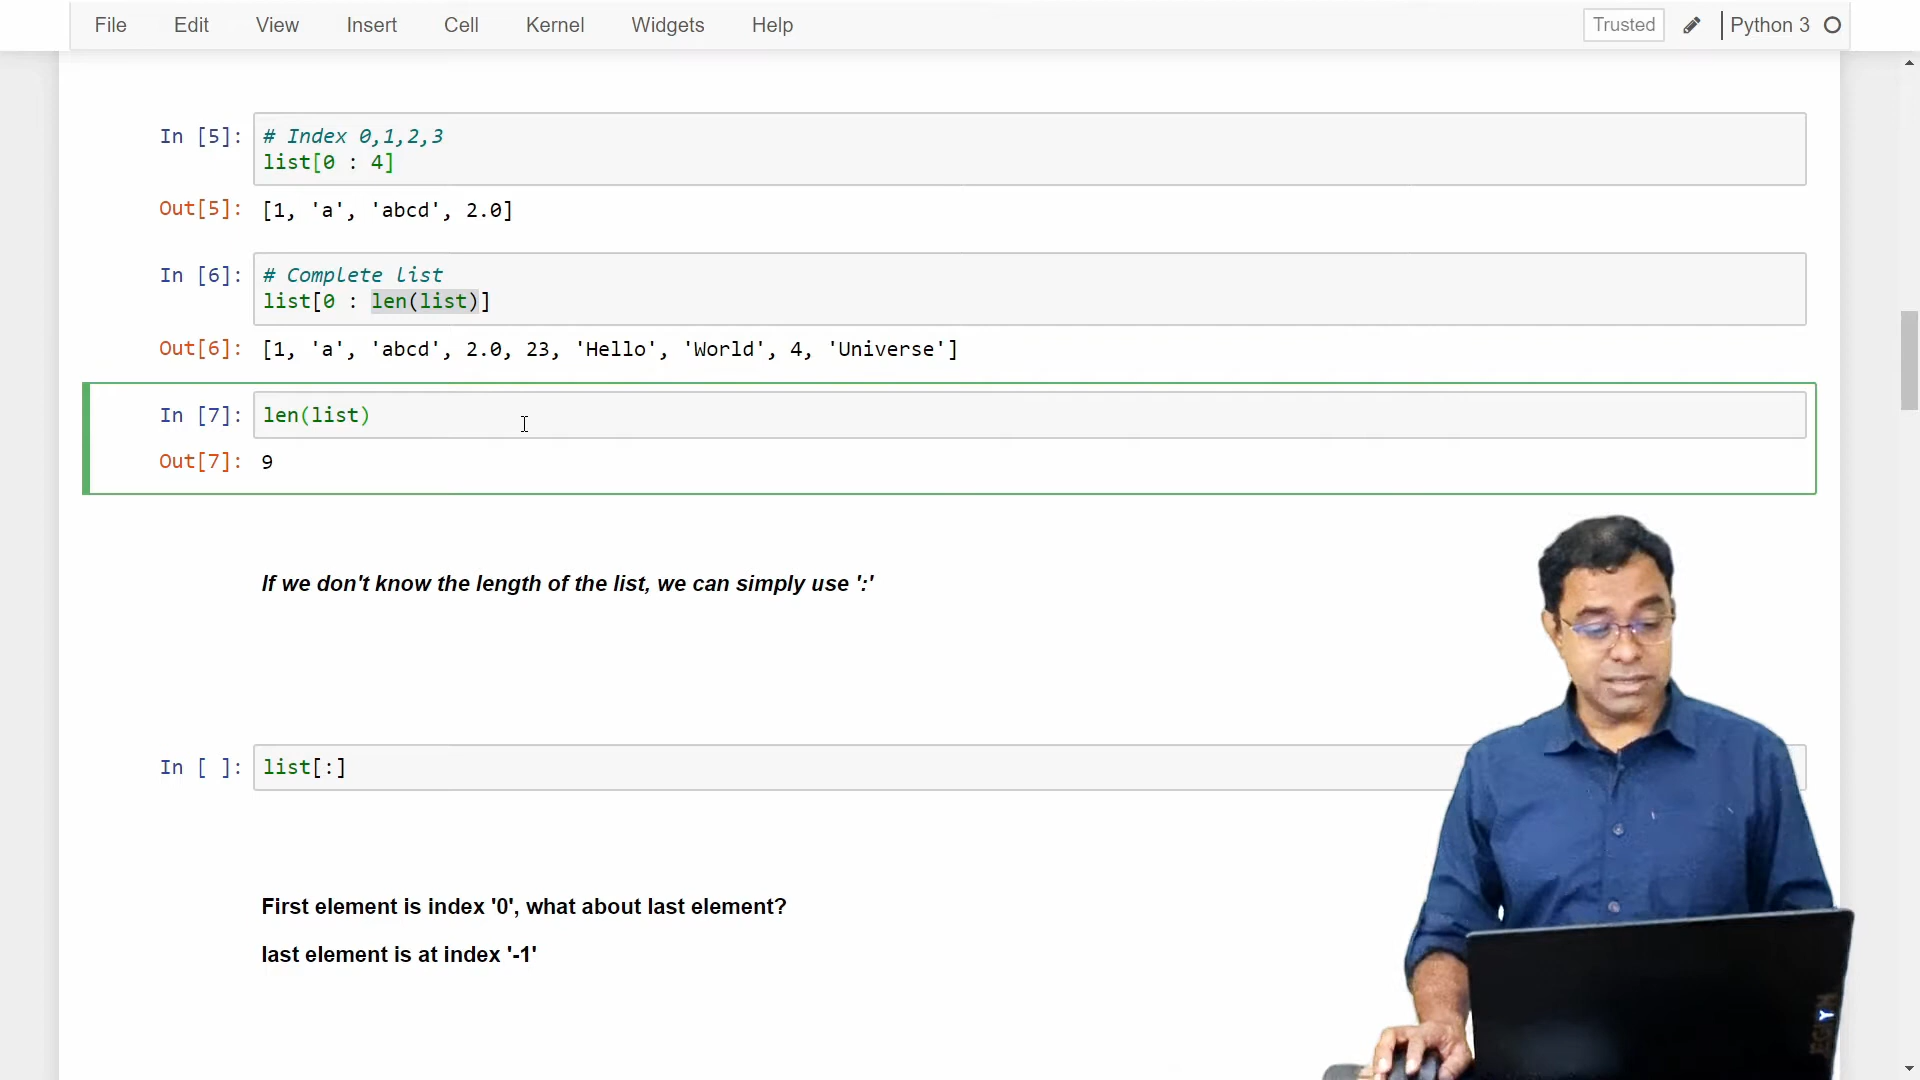 File Edit View Insert Cell Kernel Widgets Help Trusted Python 3
In [5]: # Index 0,1,2,3
list[0 : 4]
Out[5]: [1, 'a', 'abcd', 2.0]
In [6]: # Complete list
list[0 : len(list)]
Out[6]: [1, 'a', 'abcd', 2.0, 23, 'Hello', 'World', 4, 'Universe']
In [7]: len(list)
Out[7]: 9
If we don't know the length of the list, we can simply use ':'
In [ ]: list[:]
First element is index '0', what about last element?
last element is at index '-1'